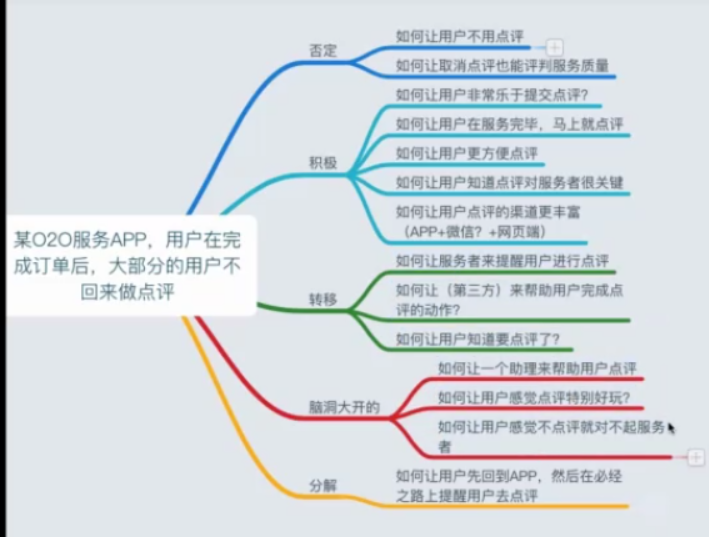 否定
如何让用户不用点评
如何让取消点评也能评判服务质量
积极
如何让用户非常乐于提交点评?
如何让用户在服务完毕，马上就点评
如何让用户更方便点评
如何让用户知道点评对服务者很关键
如何让用户点评的渠道更丰富
（APP+微信？+网页端）
某O2O服务APP，用户在完
成订单后，大部分的用户不
回来做点评
转移
如何让服务者来提醒用户进行点评
如何让（第三方）来帮助用户完成点
评的动作?
如何让用户知道要点评了?
脑洞大开的
如何让一个助理来帮助用户点评
如何让用户感觉点评特别好玩?
如何让用户感觉不点评就对不起服务
者
分解
如何让用户先回到APP，然后在必经
之路上提醒用户去点评